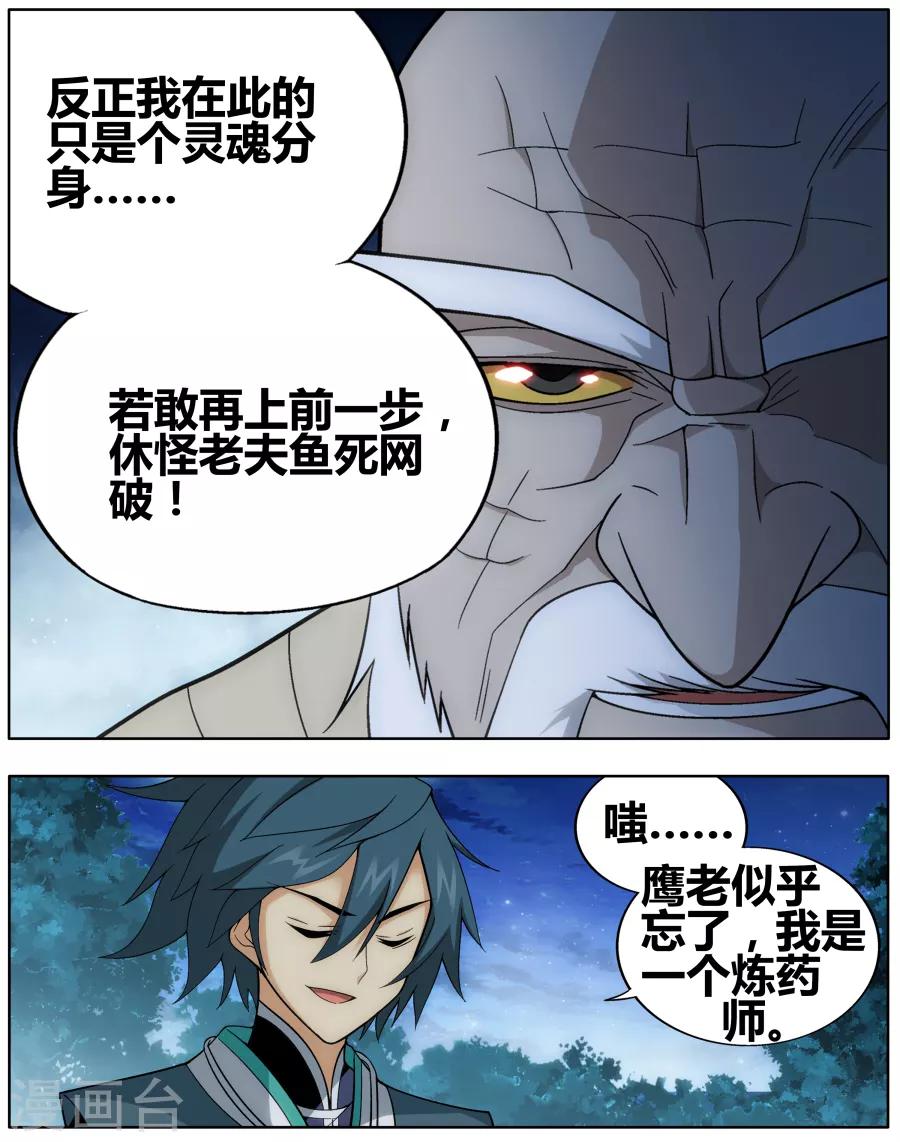 反正我在此的
只是个灵魂分
身……
若敢再上前一步，
休怪老夫鱼死网
破！
嗤……
鹰老似乎
忘了，我是
一个炼药
师。
漫画台